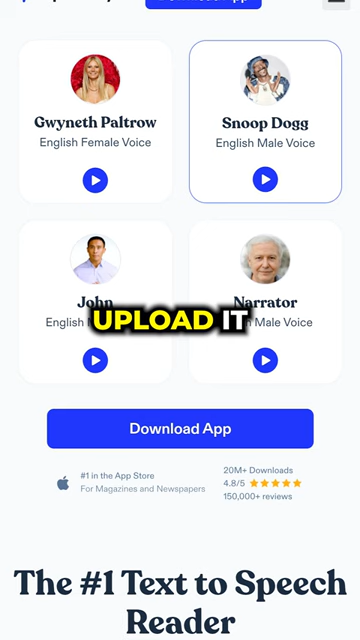 Gwyneth Paltrow
English Female Voice
Snoop Dogg
English Male Voice
John
English
Narrator
Male Voice
UPLOAD IT
Download App
#1 in the App Store
For Magazines and Newspapers
20M+ Downloads
4.8/5
150,000+ reviews
The #1 Text to Speech
Reader